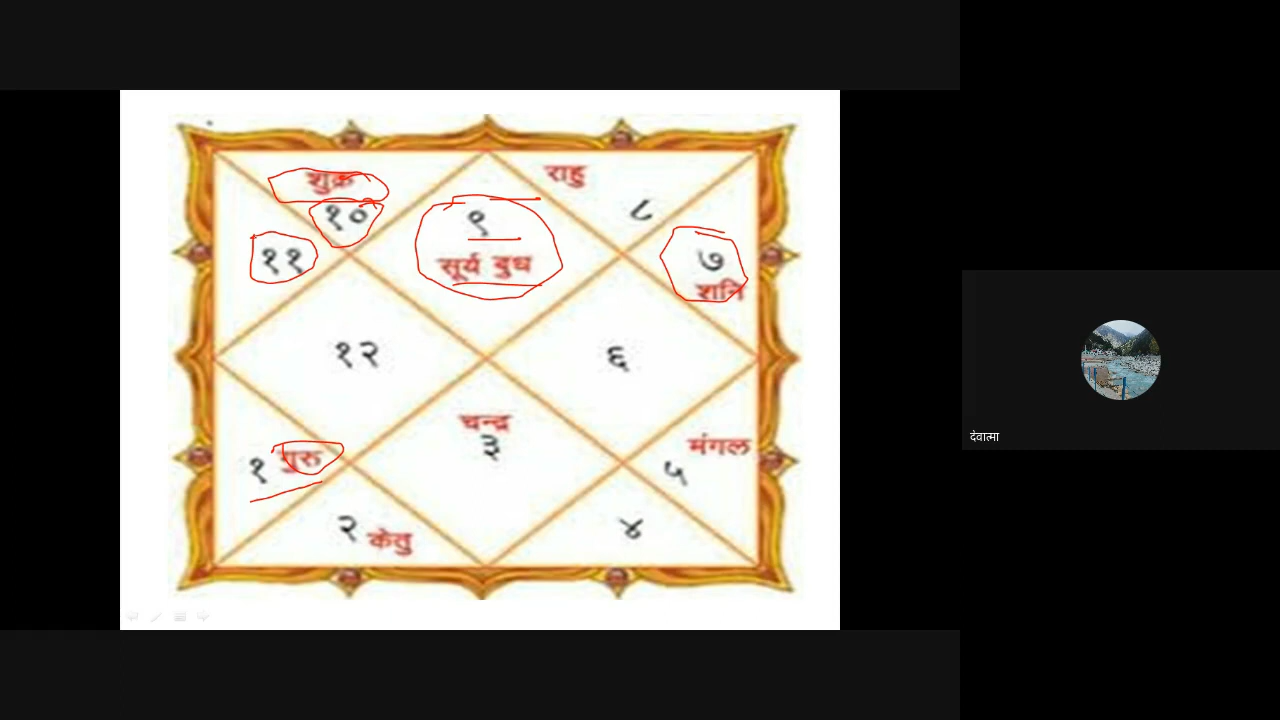 शुक्र
राहु
१०
९
८
११
सूर्य बुध
७
शनि
१२
६
चन्द्र
३
मंगल
१ गुरु
५
२ केतु
४
देवात्मा